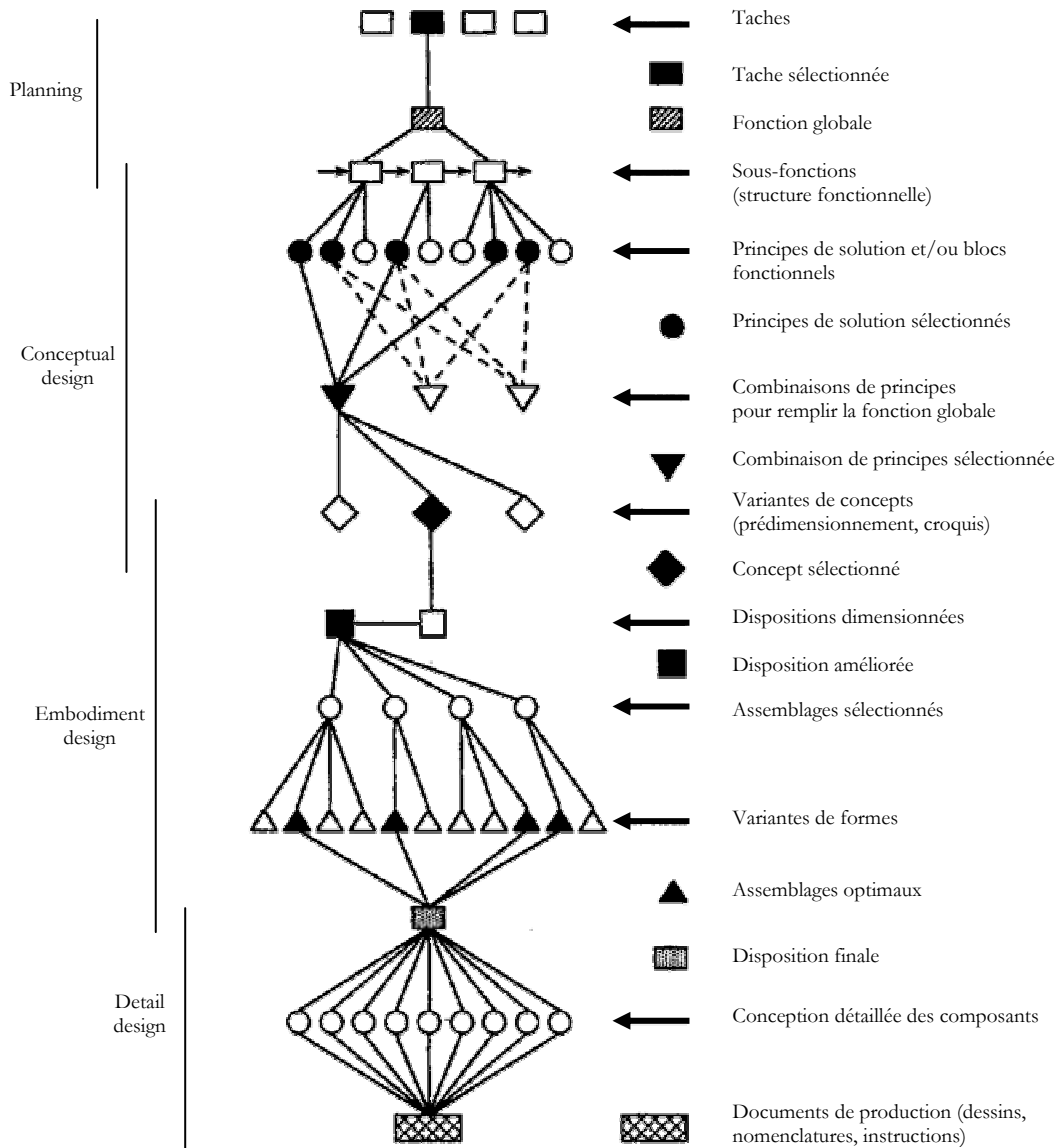 Taches
Planning
Tache sélectionnée
Fonction globale
Sous-fonctions
(structure fonctionnelle)
Principes de solution et/ou blocs
fonctionnels
Principes de solution sélectionnés
Conceptual
design
Combinaisons de principes
pour remplir la fonction globale
Combinaison de principes sélectionnée
Variantes de concepts
(prédimensionnement, croquis)
Concept sélectionné
Dispositions dimensionnées
Disposition améliorée
Embodiment
design
Assemblages sélectionnés
Variantes de formes
Assemblages optimaux
Disposition finale
Detail
design
Conception détaillée des composants
Documents de production (dessins,
nomenclatures, instructions)